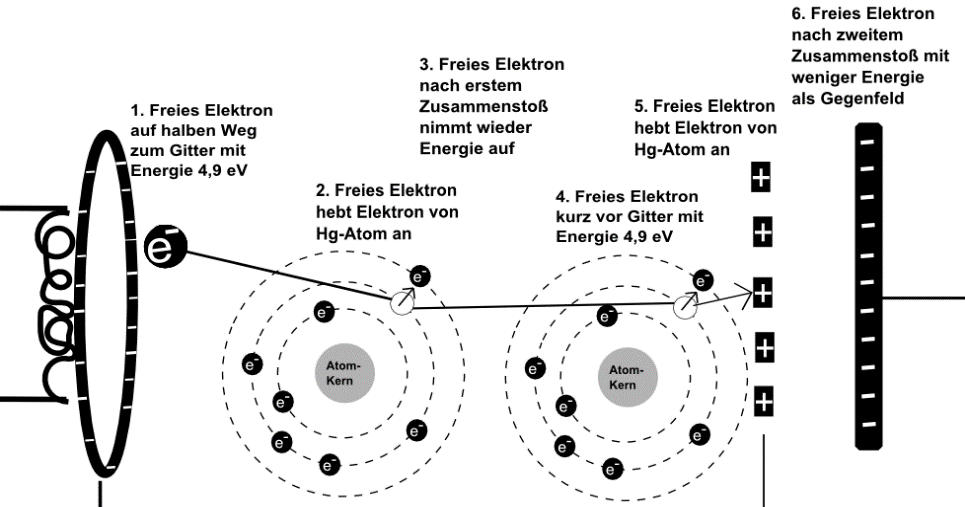 6. Freies Elektron
nach zweitem
Zusammenstoß mit
weniger Energie
als Gegenfeld
3. Freies Elektron
nach erstem
Zusammenstoß
nimmt wieder
Energie auf
1. Freies Elektron
auf halben Weg
zum Gitter mit
Energie 4,9 eV
5. Freies Elektron
hebt Elektron von
Hg-Atom an
2. Freies Elektron
hebt Elektron von
Hg-Atom an
4. Freies Elektron
kurz vor Gitter mit
Energie 4,9 eV
e⁻
e⁻
e⁻
e⁻
e⁻
e⁻
e⁻
e⁻
Atom-
Kern
e⁻
e⁻
e⁻
e⁻
e⁻
e⁻
e⁻
Atom-
Kern
+
+
+
+
+